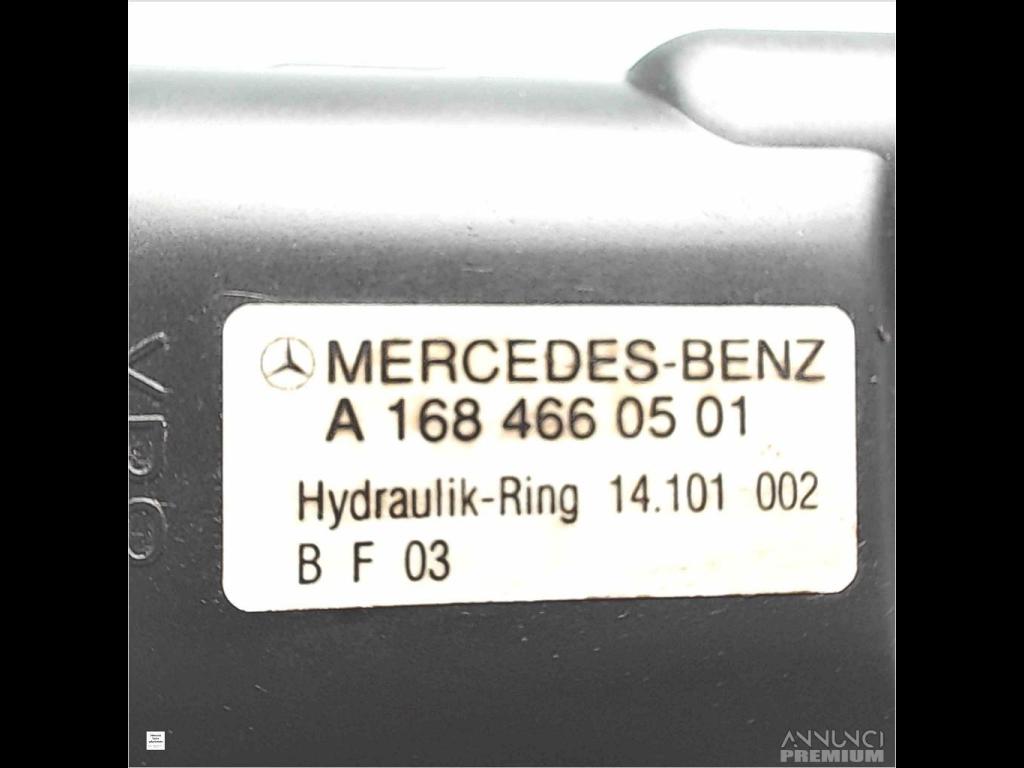 MERCEDES-BENZ
A 168 466 05 01
Hydraulik-Ring 14.101 002
B F 03
ANNUNCI
PREMIUM